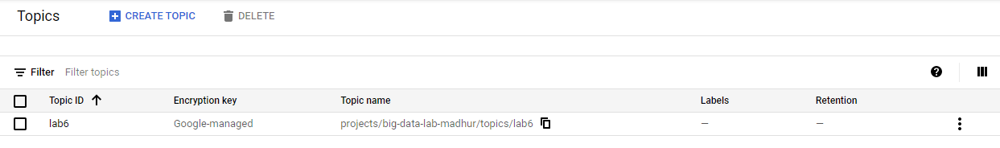 Topics CREATE TOPIC DELETE
Filter Filter topics
Topic ID Encryption key Topic name Labels Retention
lab6 Google-managed projects/big-data-lab-madhur/topics/lab6 — —